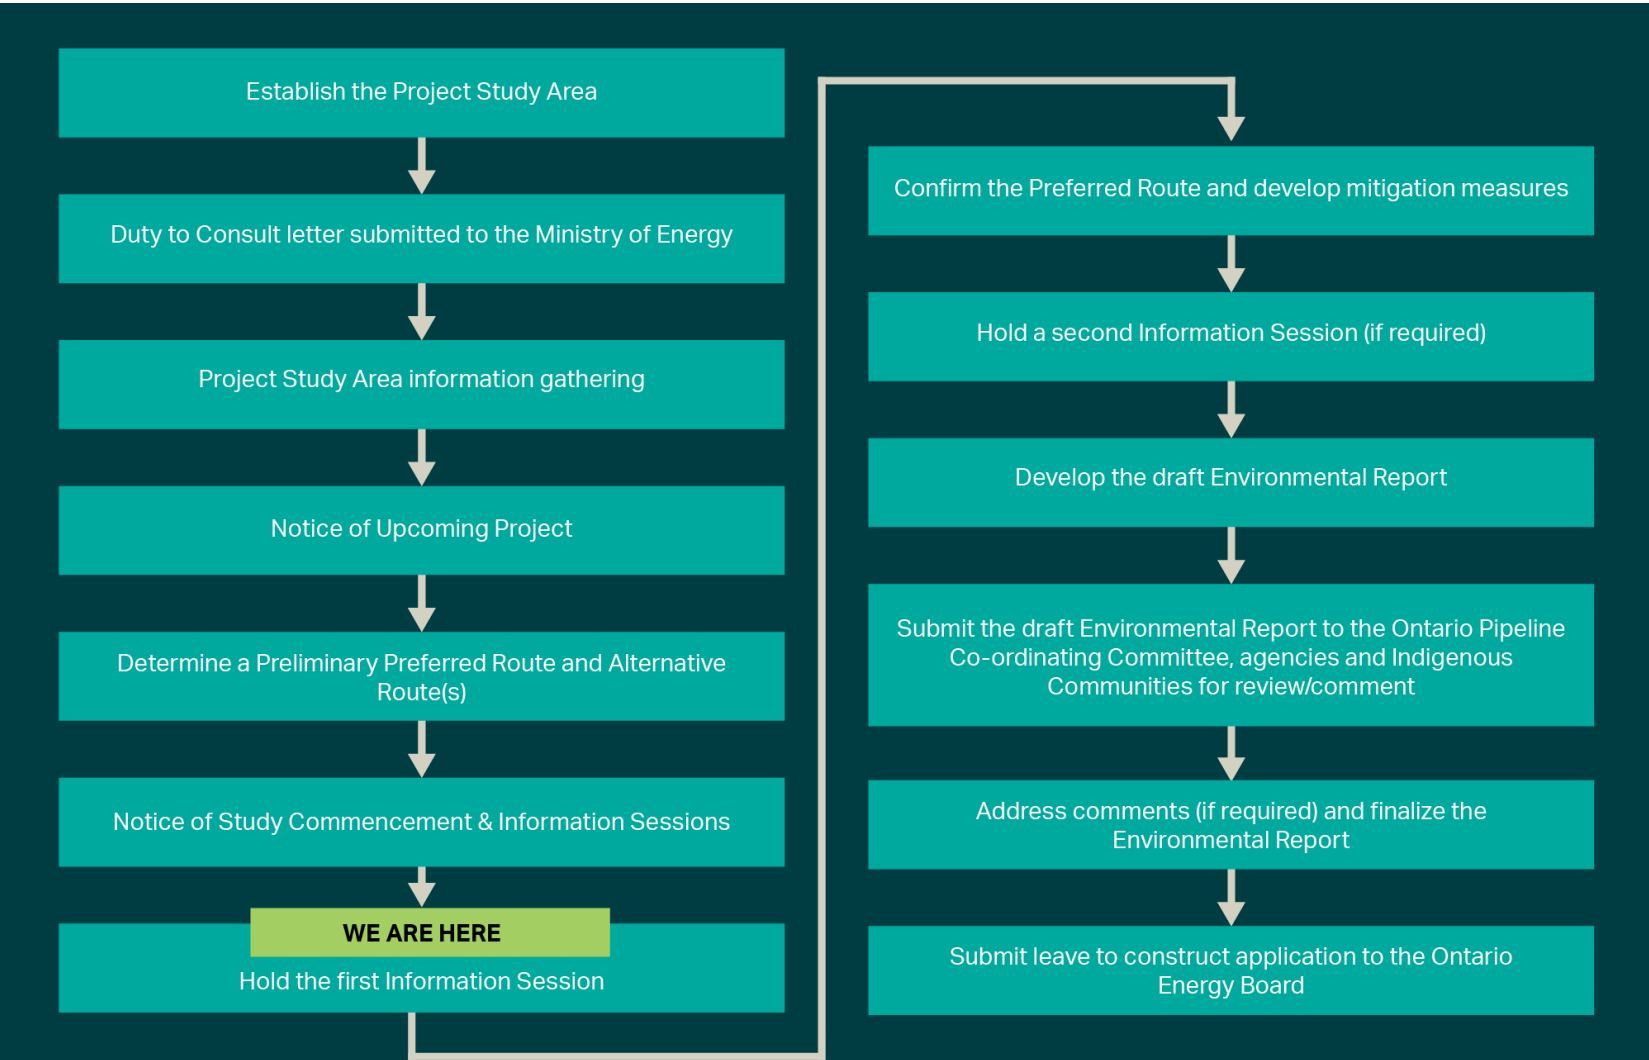 Establish the Project Study Area
Duty to Consult letter submitted to the Ministry of Energy
Project Study Area information gathering
Notice of Upcoming Project
Determine a Preliminary Preferred Route and Alternative
Route(s)
Notice of Study Commencement & Information Sessions
WE ARE HERE
Hold the first Information Session
Confirm the Preferred Route and develop mitigation measures
Hold a second Information Session (if required)
Develop the draft Environmental Report
Submit the draft Environmental Report to the Ontario Pipeline
Co-ordinating Committee, agencies and Indigenous
Communities for review/comment
Address comments (if required) and finalize the
Environmental Report
Submit leave to construct application to the Ontario
Energy Board